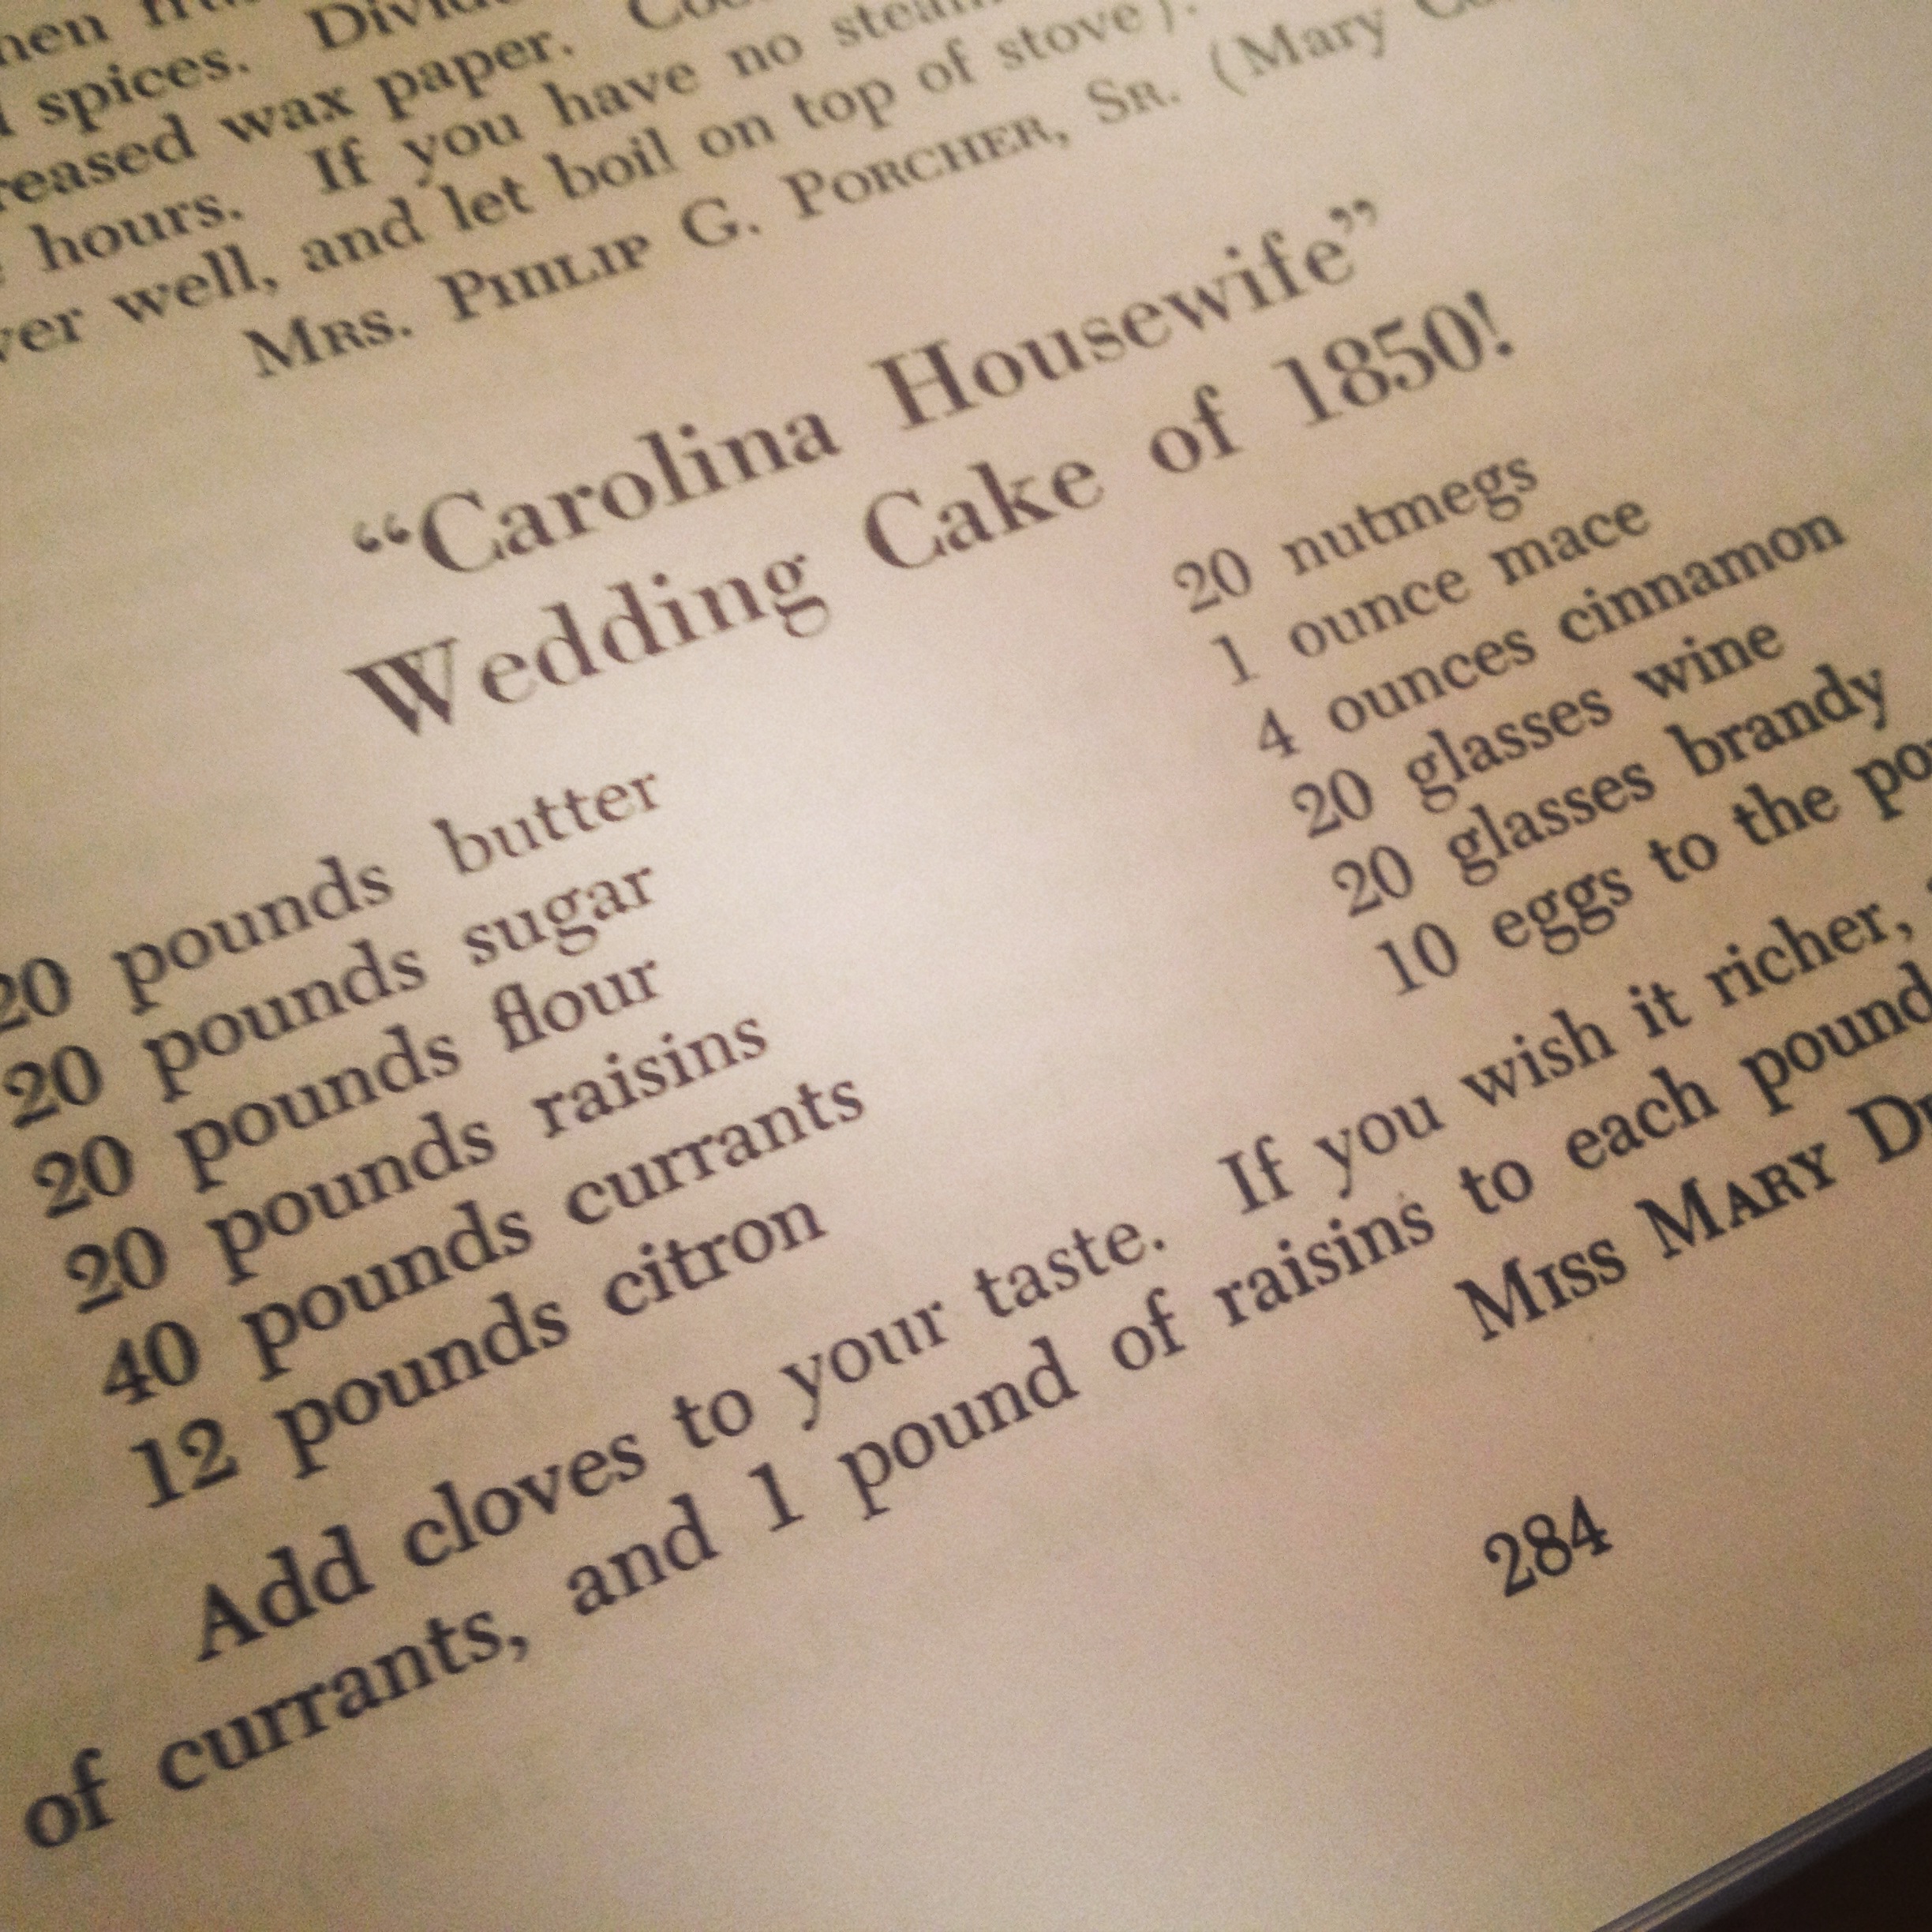 spices. Divid
reased wax paper.
hours. If you have no steam
ver well, and let boil on top of stove).
MRS. PHILIP G. PORCHER, SR. (Mary
“Carolina Housewife”
Wedding Cake of 1850!
20 pounds butter
20 pounds sugar
20 pounds flour
20 pounds raisins
40 pounds currants
12 pounds citron
20 nutmegs
1 ounce mace
4 ounces cinnamon
20 glasses wine
20 glasses brandy
10 eggs to the po
Add cloves to your taste. If you wish it richer,
of currants, and 1 pound of raisins to each pound
MISS MARY D
284